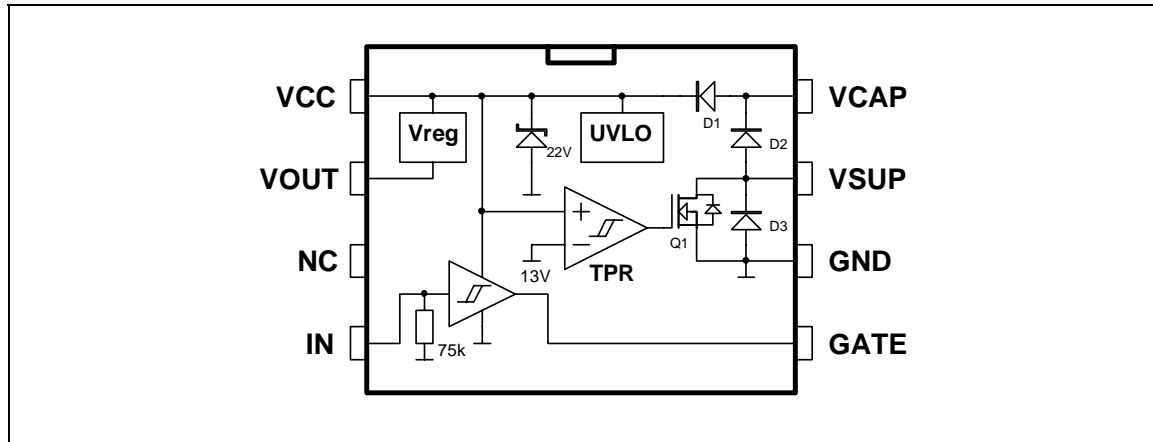 VCC
VCAP
D1
Vreg
22V
UVLO
D2
VOUT
VSUP
+
Q1
D3
NC
−
13V
TPR
GND
IN
75k
GATE